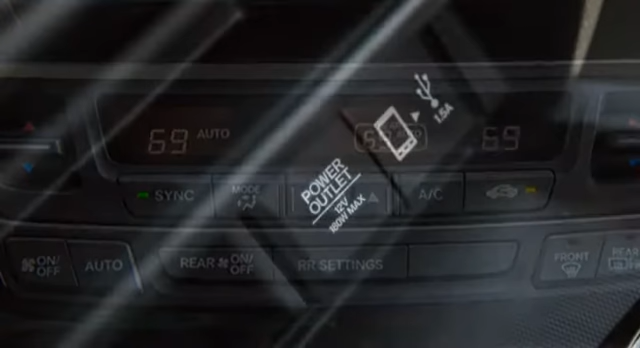 1.5A
69 AUTO
69
POWER
OUTLET
12V
180W MAX
SYNC
MODE
A/C
ON/
OFF
AUTO
REAR ON/
OFF
RR SETTINGS
FRONT
REAR